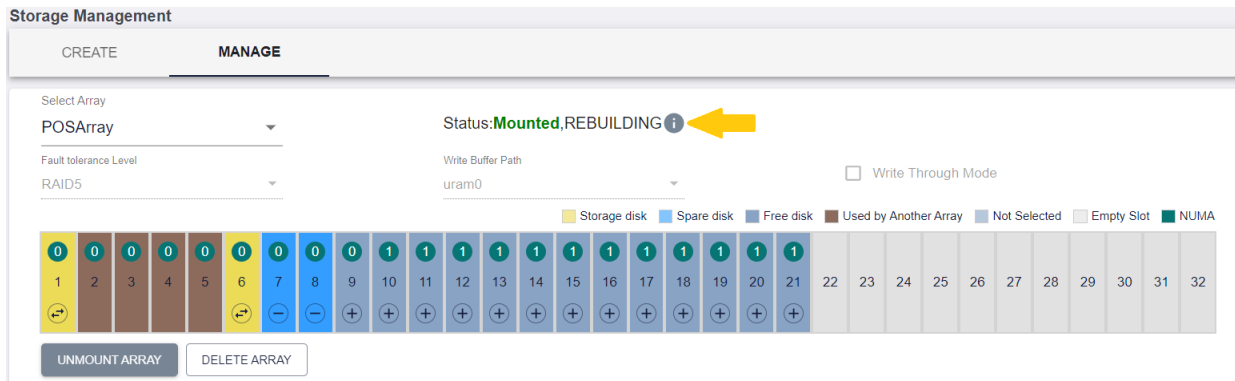 Storage Management
CREATE MANAGE
Select Array
POSArray
Status:Mounted,REBUILDING i
Fault tolerance Level
RAID5
Write Buffer Path
uram0
Write Through Mode
Storage disk Spare disk Free disk Used by Another Array Not Selected Empty Slot NUMA
0 0 0 0 0 0 0 0 0 1 1 1 1 1 1 1 1 1 1 1 1
1 2 3 4 5 6 7 8 9 10 11 12 13 14 15 16 17 18 19 20 21 22 23 24 25 26 27 28 29 30 31 32
UNMOUNT ARRAY DELETE ARRAY